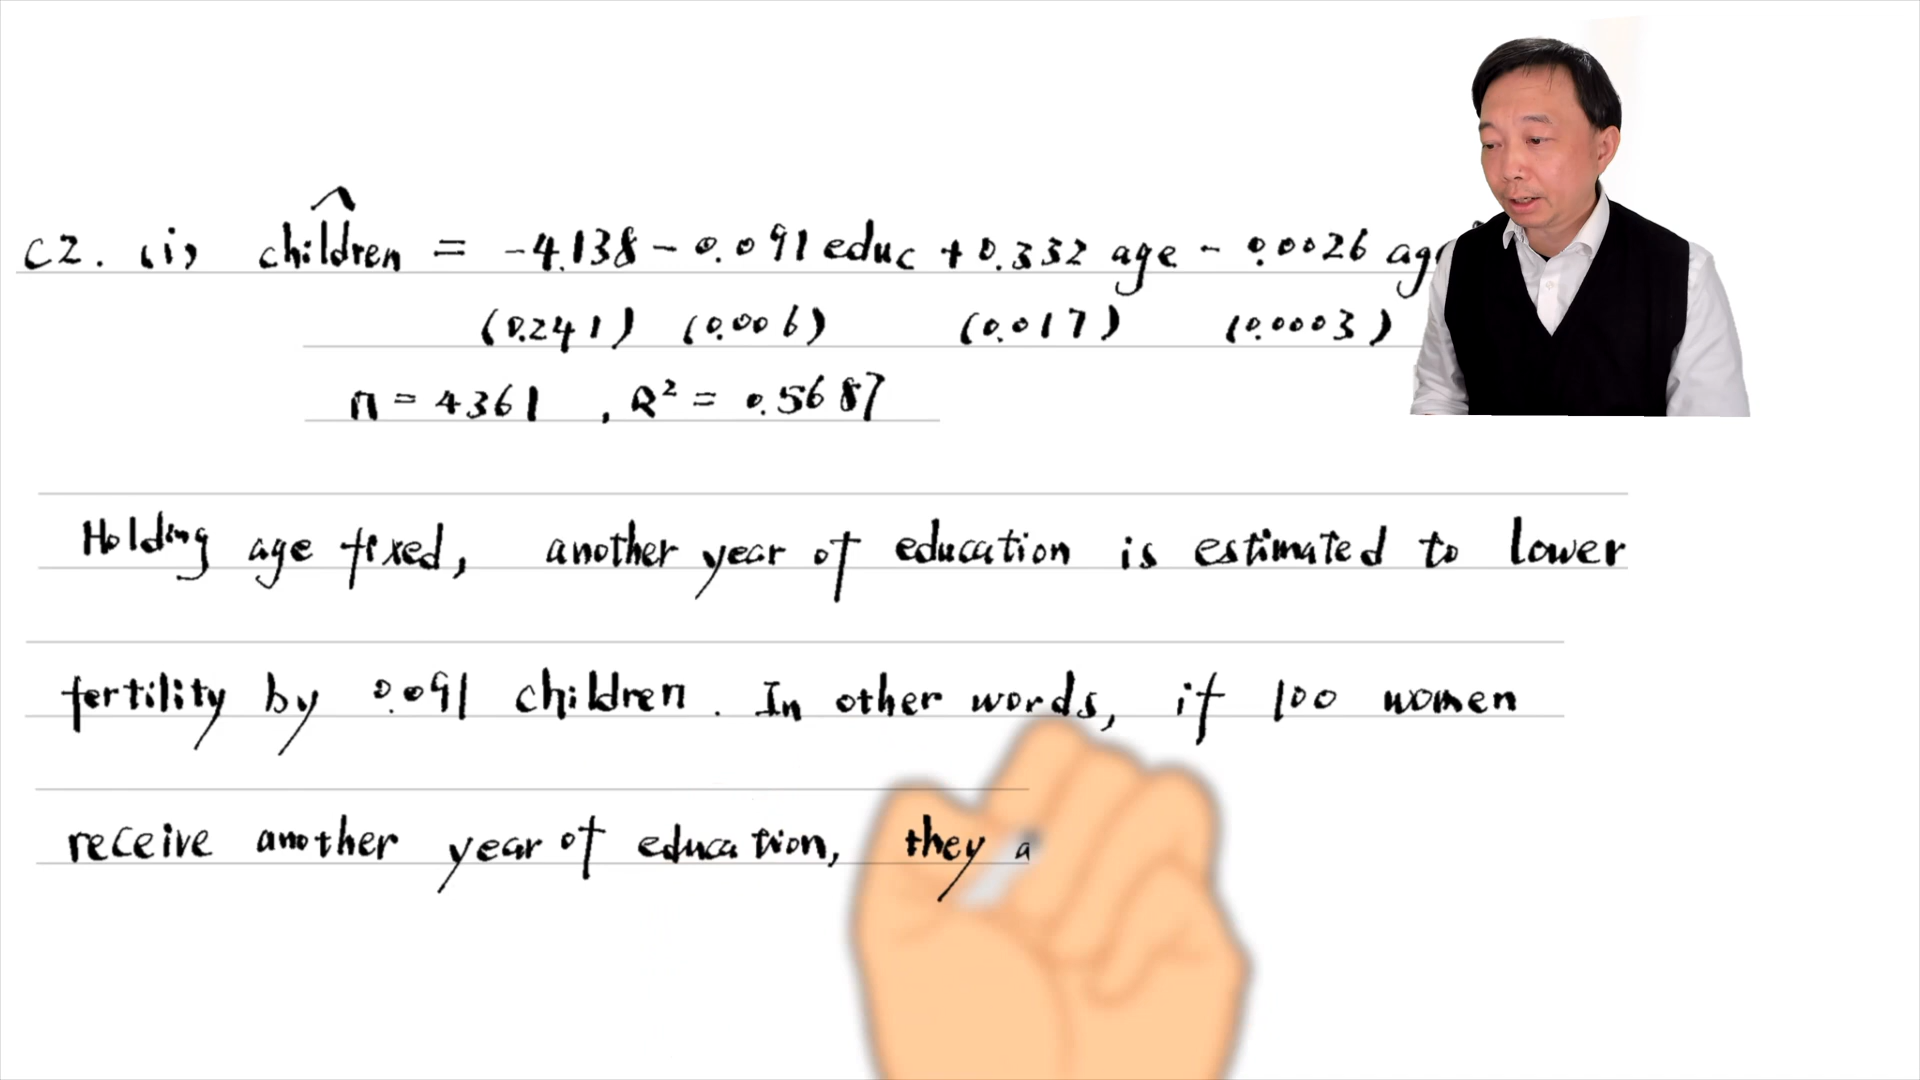 C2. (i) children = -4.138 - 0.091 educ + 0.332 age - 0.0026 ag
(0.241) (0.006) (0.017) (0.0003)
n = 4361 , R² = 0.5687
Holding age fixed, another year of education is estimated to lower
fertility by 0.091 children. In other words, if 100 women
receive another year of education, they a